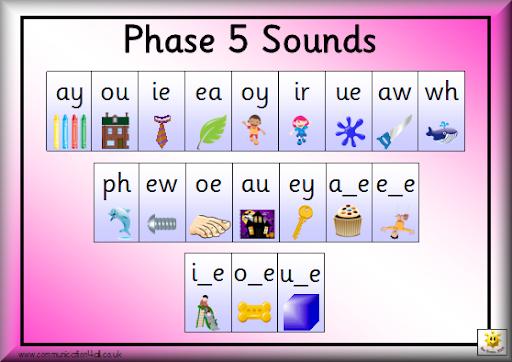 Phase 5 Sounds
ay ou ie ea oy ir ue aw wh
ph ew oe au ey a_e e_e
i_e o_e u_e
www.communication4all.co.uk